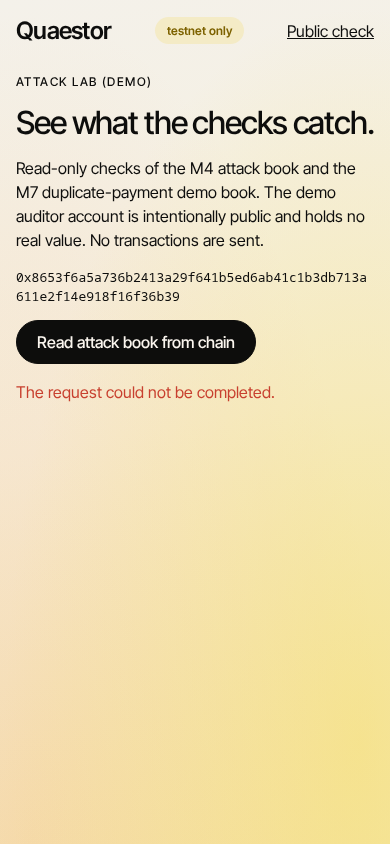 Quaestor
testnet only
Public check
ATTACK LAB (DEMO)
See what the checks catch.
Read-only checks of the M4 attack book and the
M7 duplicate-payment demo book. The demo
auditor account is intentionally public and holds no
real value. No transactions are sent.
0x8653f6a5a736b2413a29f641b5ed6ab41c1b3db713a
611e2f14e918f16f36b39
Read attack book from chain
The request could not be completed.